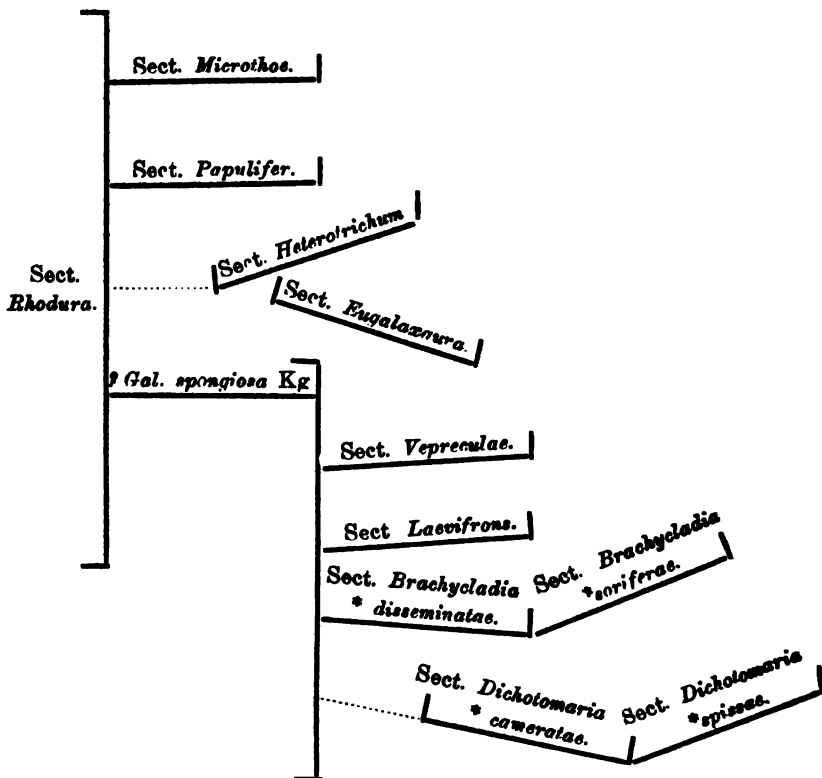 Sect. Microthoe.
Sect. Papulifer.
Sect. Heterotrichum
Sect.
Rhodura.
Sect. Eugalaxaura.
? Gal. spongiosa Kg
Sect. Vepreculae.
Sect Laevifrons.
Sect. Brachycladia
* disseminatae.
Sect. Brachycladia
*soriferae.
Sect. Dichotomaria
* cameratae.
Sect. Dichotomaria
*spissae.